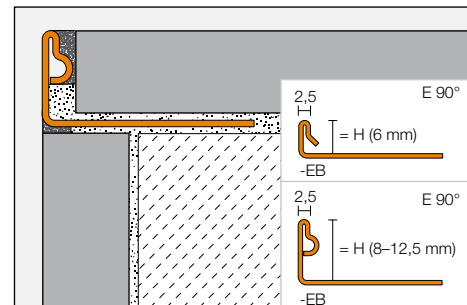 2,5 E 90°
= H (6 mm)
-EB
2,5 E 90°
= H (8–12,5 mm)
-EB